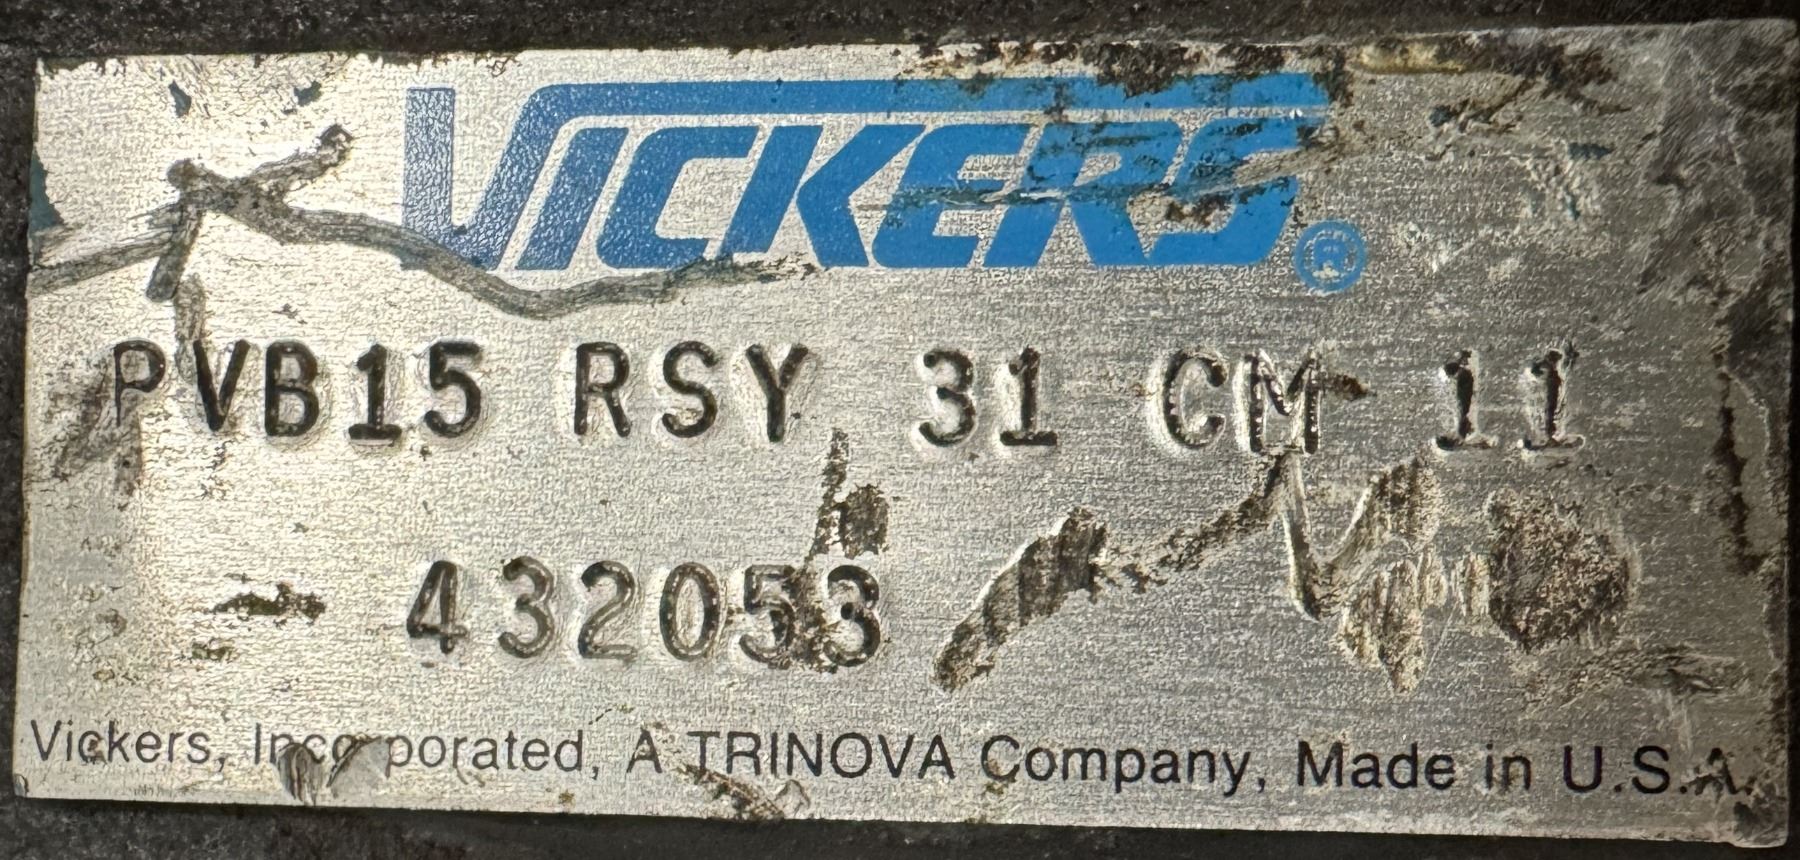 VICKERS®
PVB15 RSY 31 CM 11
432053
Vickers, Incorporated, A TRINOVA Company, Made in U.S.A.